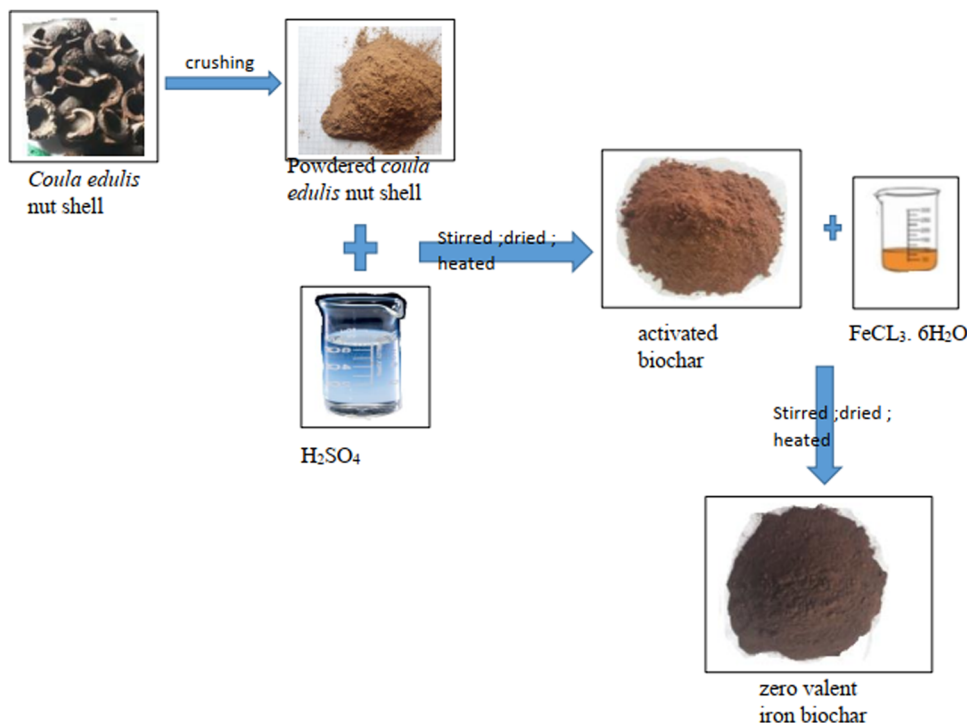 crushing
Coula edulis
nut shell
Powdered coula
edulis nut shell
Stirred ;dried ;
heated
H₂SO₄
activated
biochar
FeCL₃. 6H₂O
Stirred ;dried ;
heated
zero valent
iron biochar